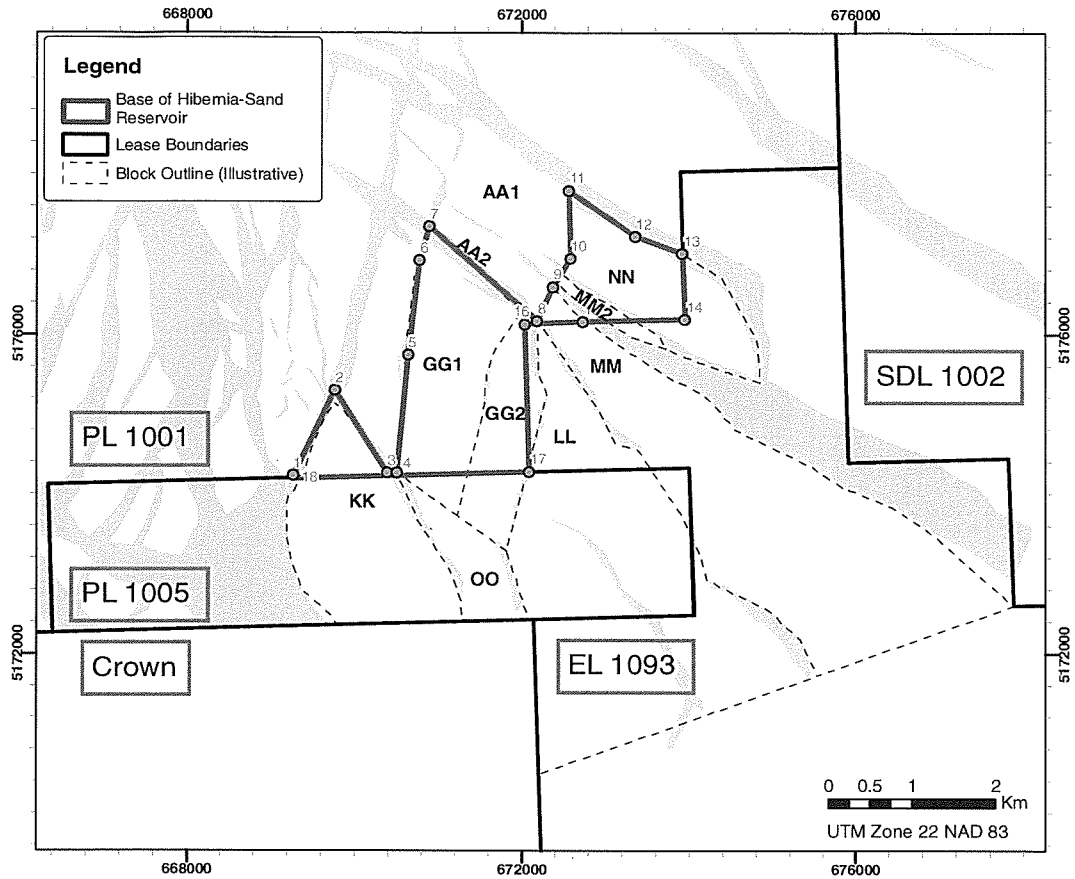 668000
672000
676000
Legend
Base of Hibernia-Sand
Reservoir
Lease Boundaries
Block Outline (Illustrative)
11
AA1
7
12
13
6
AA2
10
NN
9
MM2
5176000
16
8
14
5176000
5
GG1
MM
SDL 1002
2
PL 1001
GG2
LL
1
3
4
17
18
KK
PL 1005
OO
5172000
Crown
EL 1093
5172000
0 0.5 1 2
Km
UTM Zone 22 NAD 83
668000
672000
676000